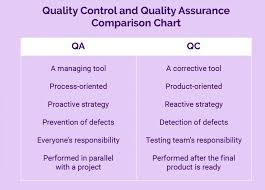 Quality Control and Quality Assurance
Comparison Chart
QA
QC
A managing tool
A corrective tool
Process-oriented
Product-oriented
Proactive strategy
Reactive strategy
Prevention of defects
Detection of defects
Everyone's responsibility
Testing team's responsibility
Performed in parallel
with a project
Performed after the final
product is ready